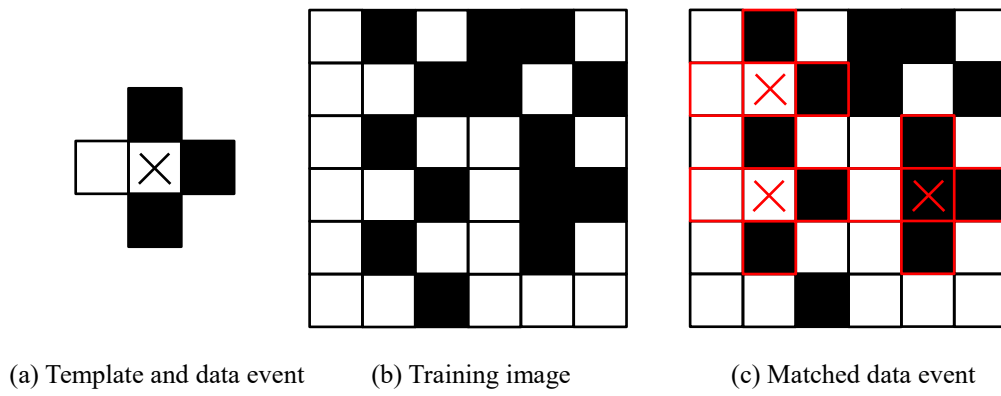 (a) Template and data event
(b) Training image
(c) Matched data event